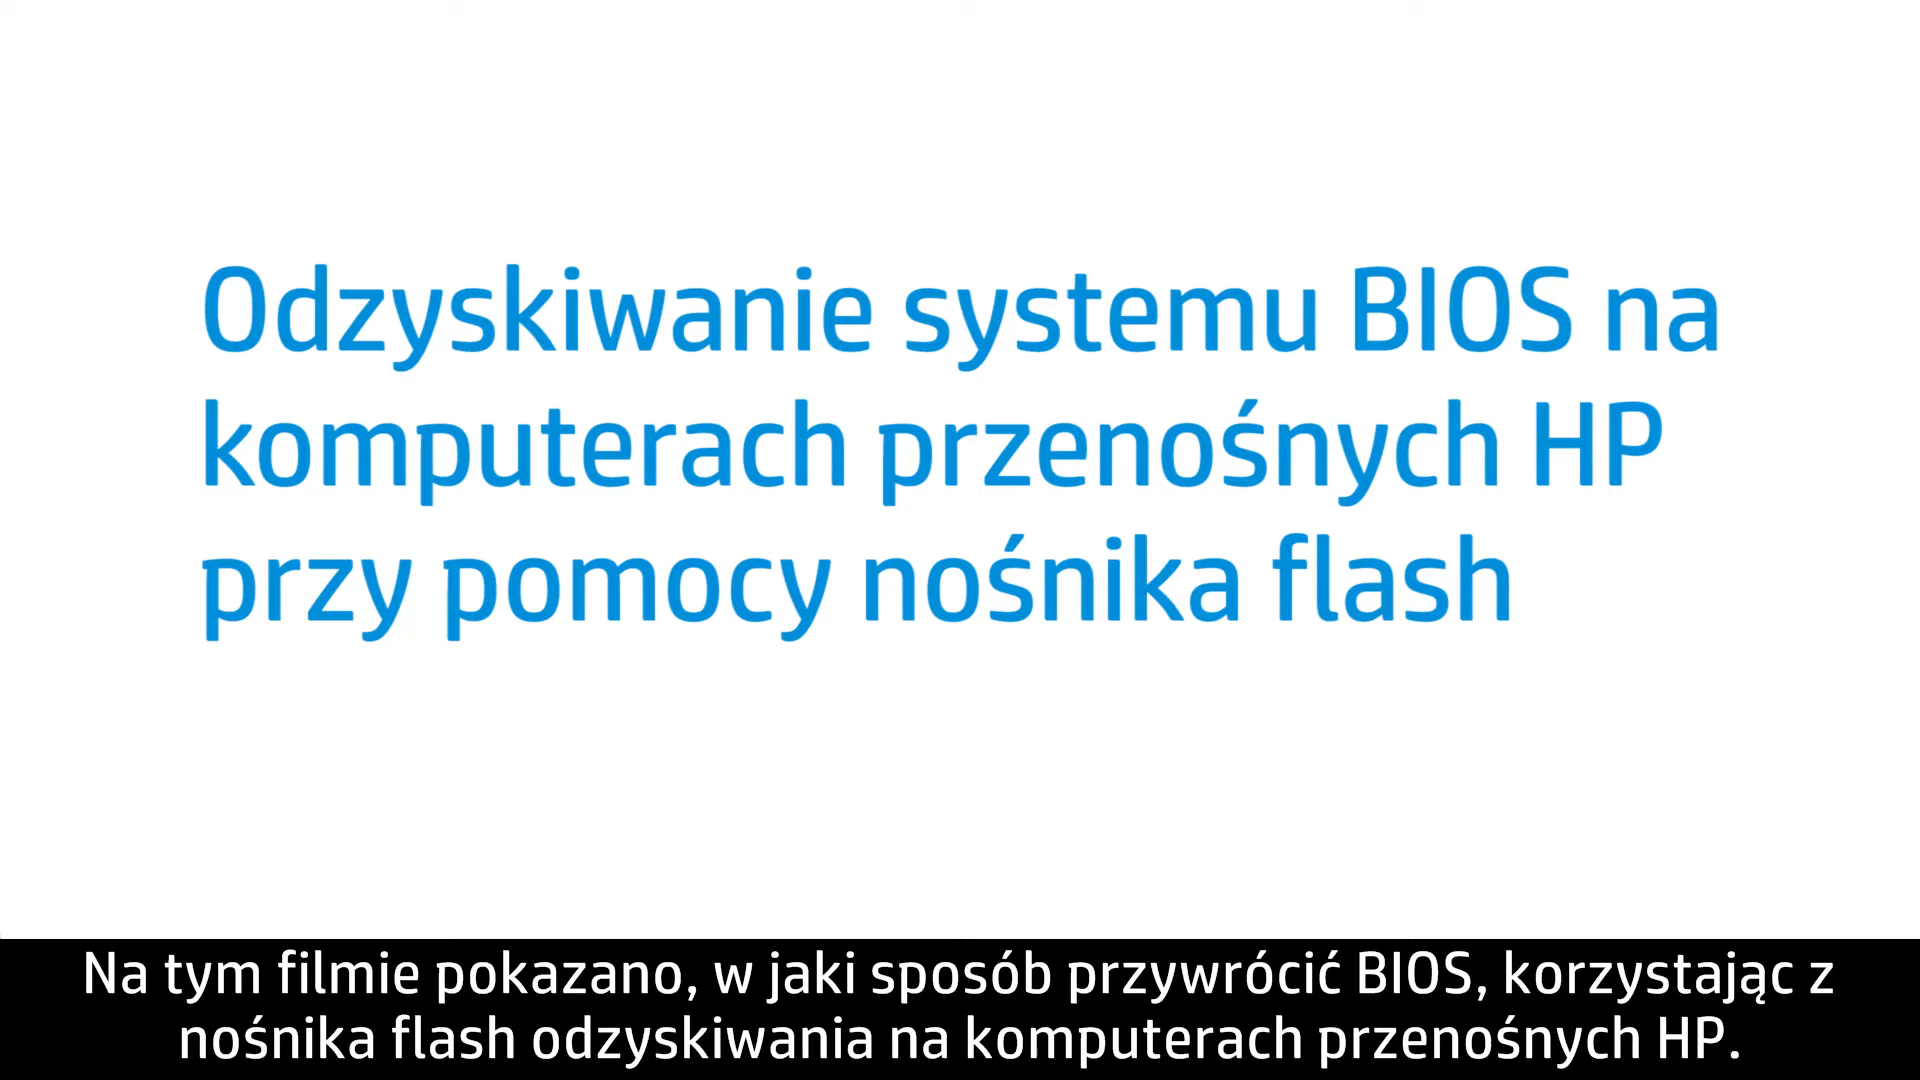 Odzyskiwanie systemu BIOS na
komputerach przenośnych HP
przy pomocy nośnika flash
Na tym filmie pokazano, w jaki sposób przywrócić BIOS, korzystając z
nośnika flash odzyskiwania na komputerach przenośnych HP.